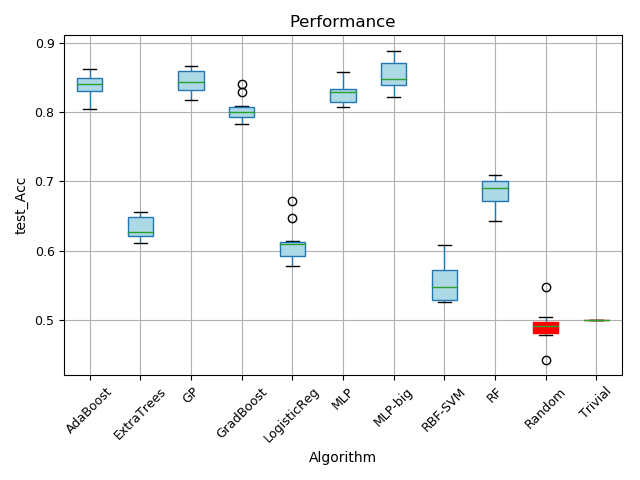 Performance
test_Acc
0.9
0.8
0.7
0.6
0.5
AdaBoost
ExtraTrees
GP
GradBoost
LogisticReg
MLP
MLP-big
RBF-SVM
RF
Random
Trivial
Algorithm